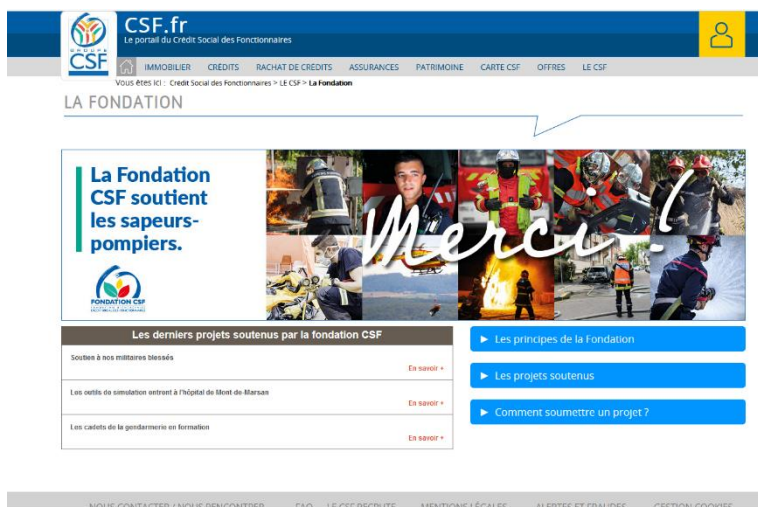 CSF.fr
Le portail du Crédit Social des Fonctionnaires
GROUPE
CSF
IMMOBILIER CRÉDITS RACHAT DE CRÉDITS ASSURANCES PATRIMOINE CARTE CSF OFFRES LE CSF
Vous êtes ici : Crédit Social des Fonctionnaires > LE CSF > La Fondation
LA FONDATION
La Fondation
CSF soutient
les sapeurs-
pompiers.
Merci !
FONDATION CSF
Les derniers projets soutenus par la fondation CSF
Soutien à nos militaires blessés
En savoir +
Les outils de simulation entrent à l'hôpital de Mont-de-Marsan
En savoir +
Les cadets de la gendarmerie en formation
En savoir +
Les principes de la Fondation
Les projets soutenus
Comment soumettre un projet ?
NOUS CONTACTER / NOUS RENCONTRER FAQ LE CSF RECRUTE MENTIONS LÉGALES ALERTES ET FRAUDES GESTION COOKIES